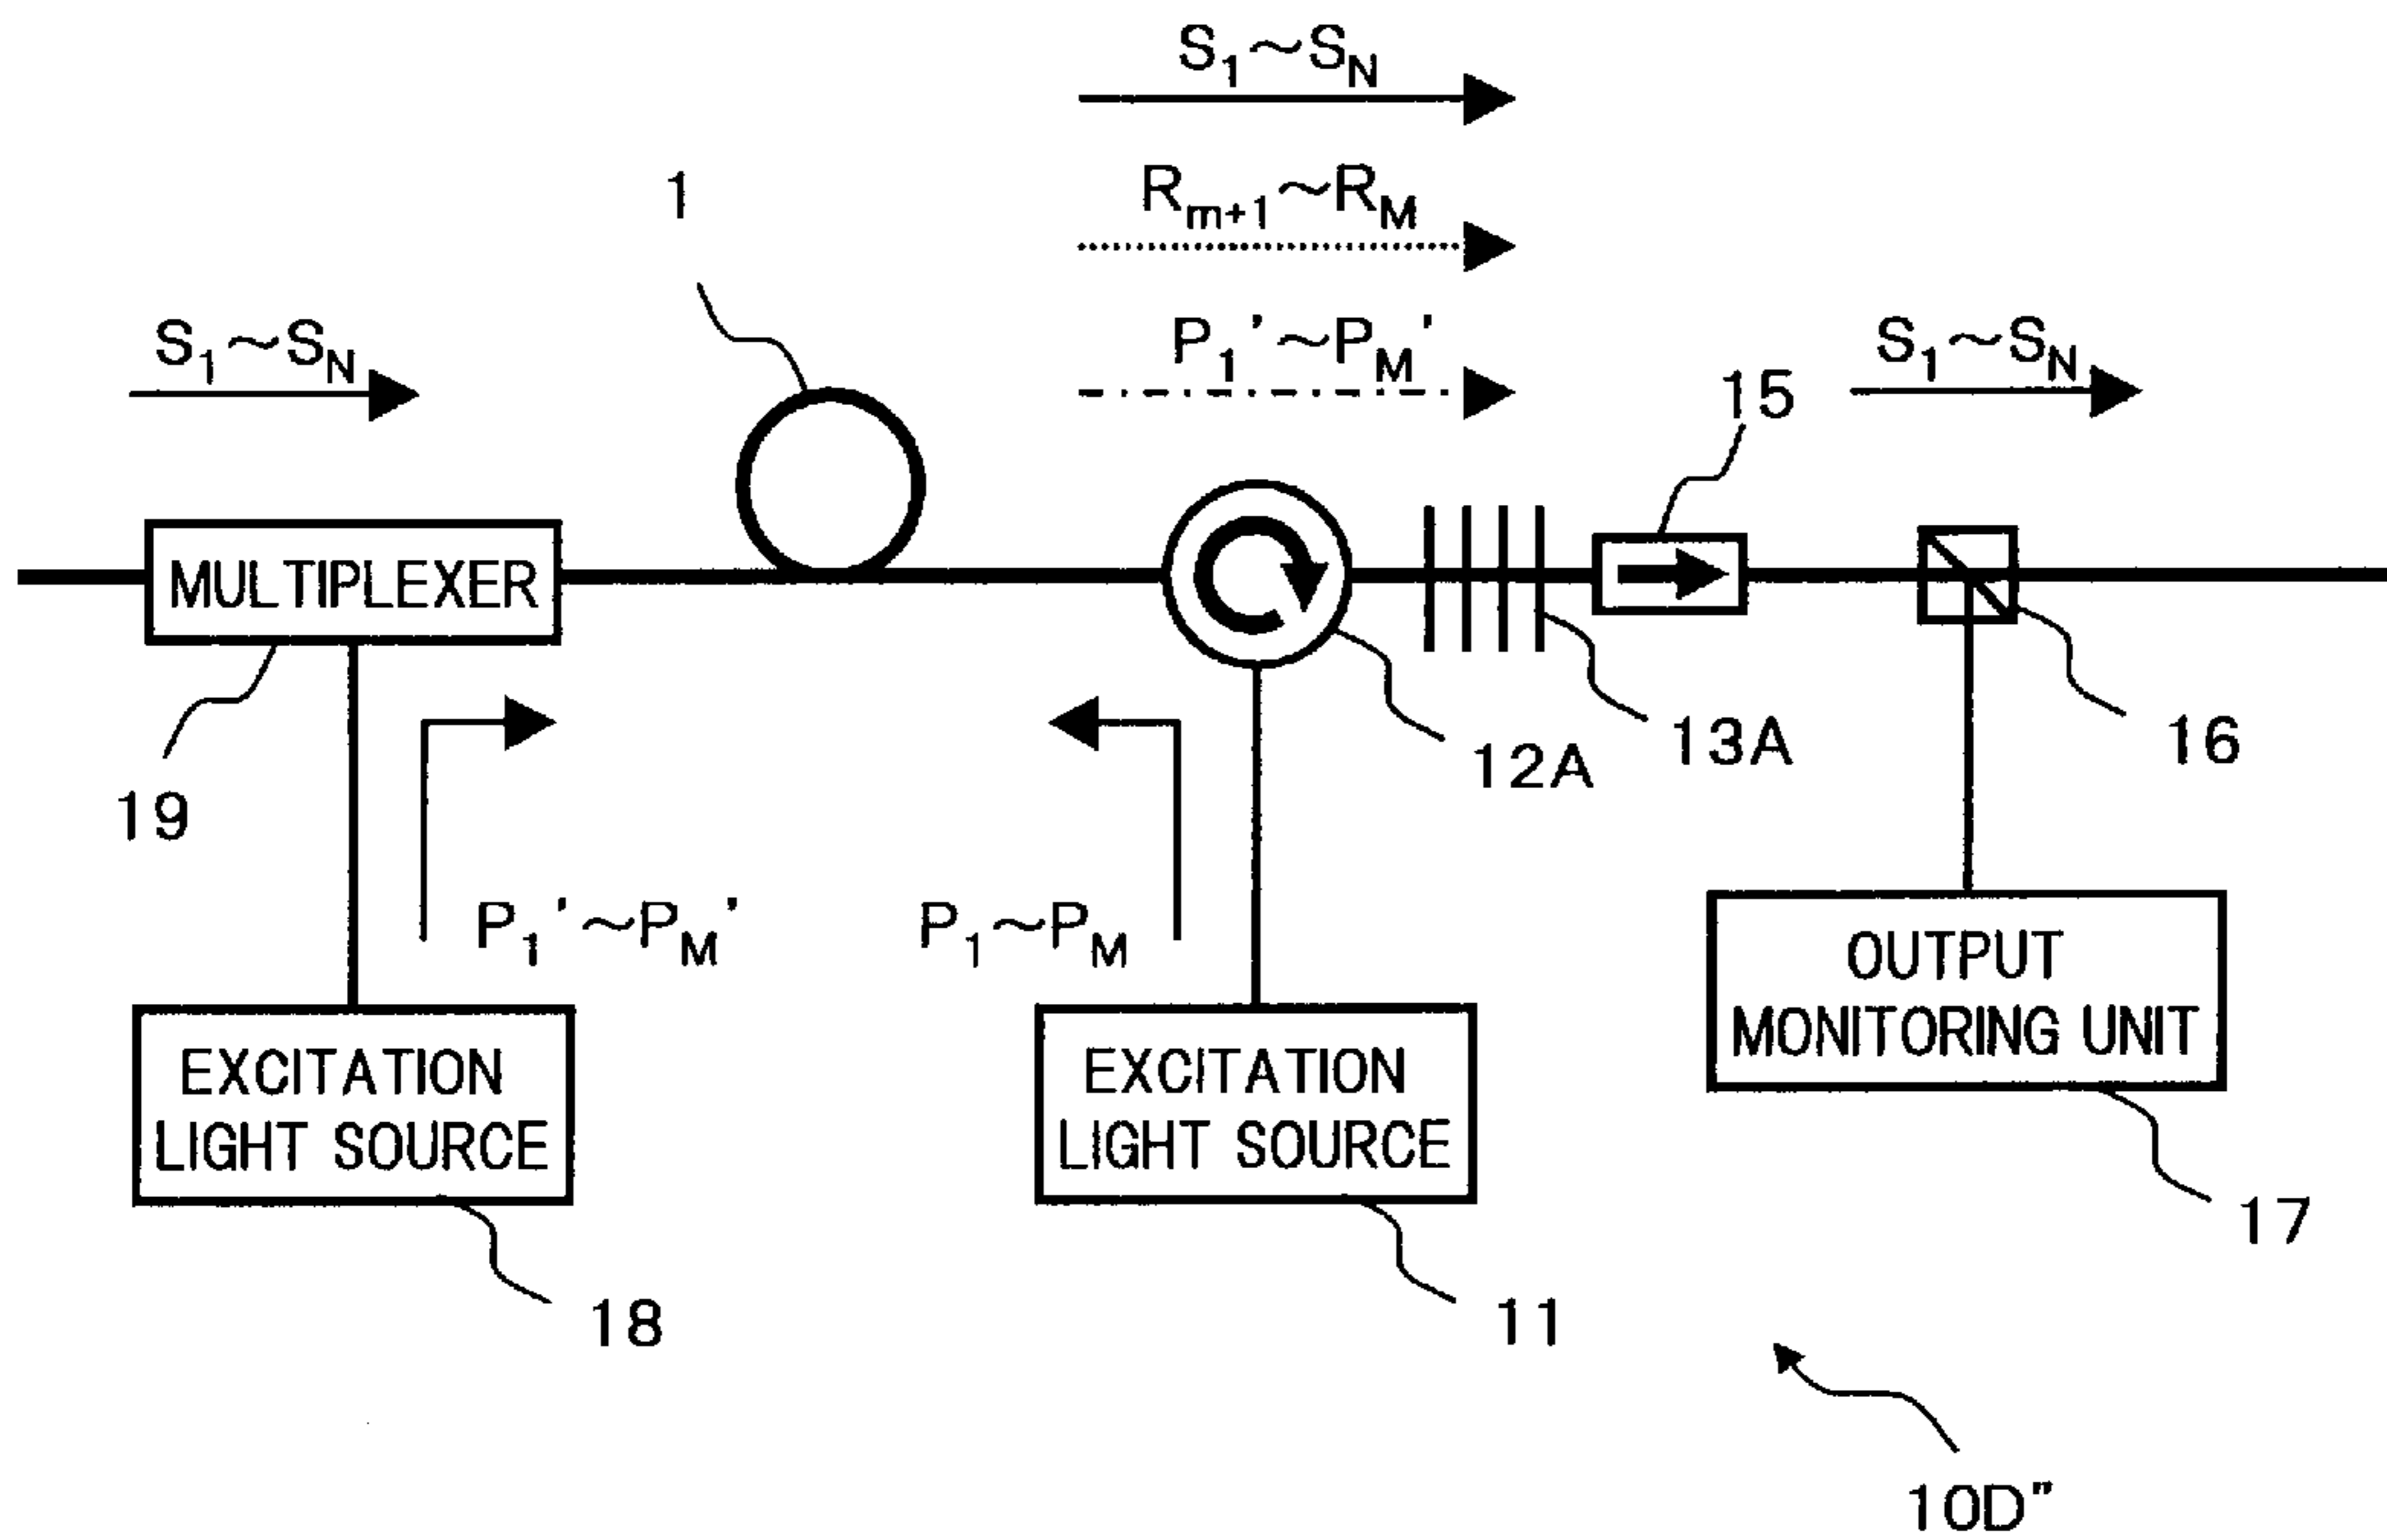 S1~SN
Rm+1~RM
1
P1'~PM'
S1~SN
S1~SN
15
MULTIPLEXER
12A
13A
16
19
P1'~PM'
P1~PM
OUTPUT
MONITORING UNIT
EXCITATION
LIGHT SOURCE
EXCITATION
LIGHT SOURCE
17
18
11
10D"